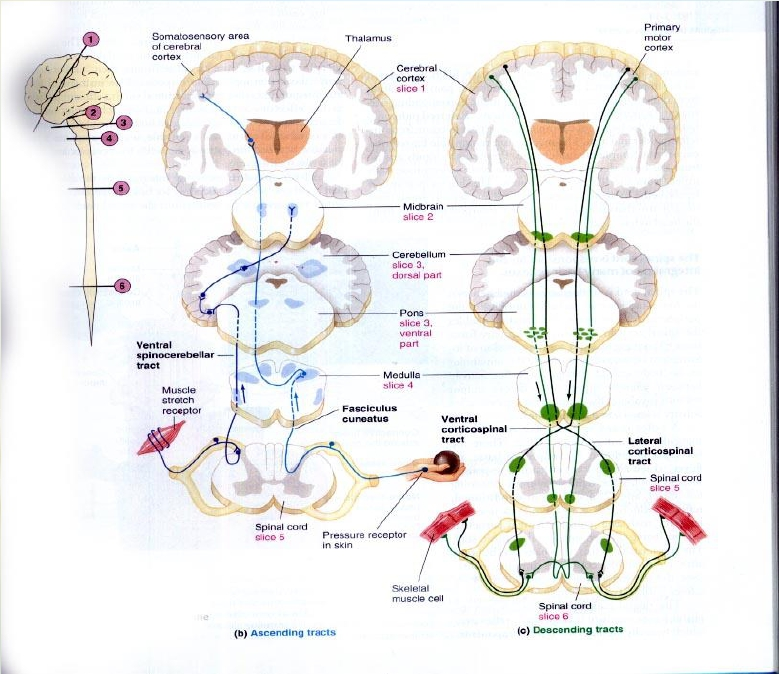 1
2
3
4
5
6
Somatosensory area
of cerebral
cortex
Thalamus
Cerebral
cortex
slice 1
Primary
motor
cortex
Midbrain
slice 2
Cerebellum
slice 3,
dorsal part
Pons
slice 3,
ventral
part
Ventral
spinocerebellar
tract
Medulla
slice 4
Muscle
stretch
receptor
Fasciculus
cuneatus
Ventral
corticospinal
tract
Lateral
corticospinal
tract
Spinal cord
slice 5
Spinal cord
slice 5
Pressure receptor
in skin
Skeletal
muscle cell
Spinal cord
slice 6
(b) Ascending tracts
(c) Descending tracts